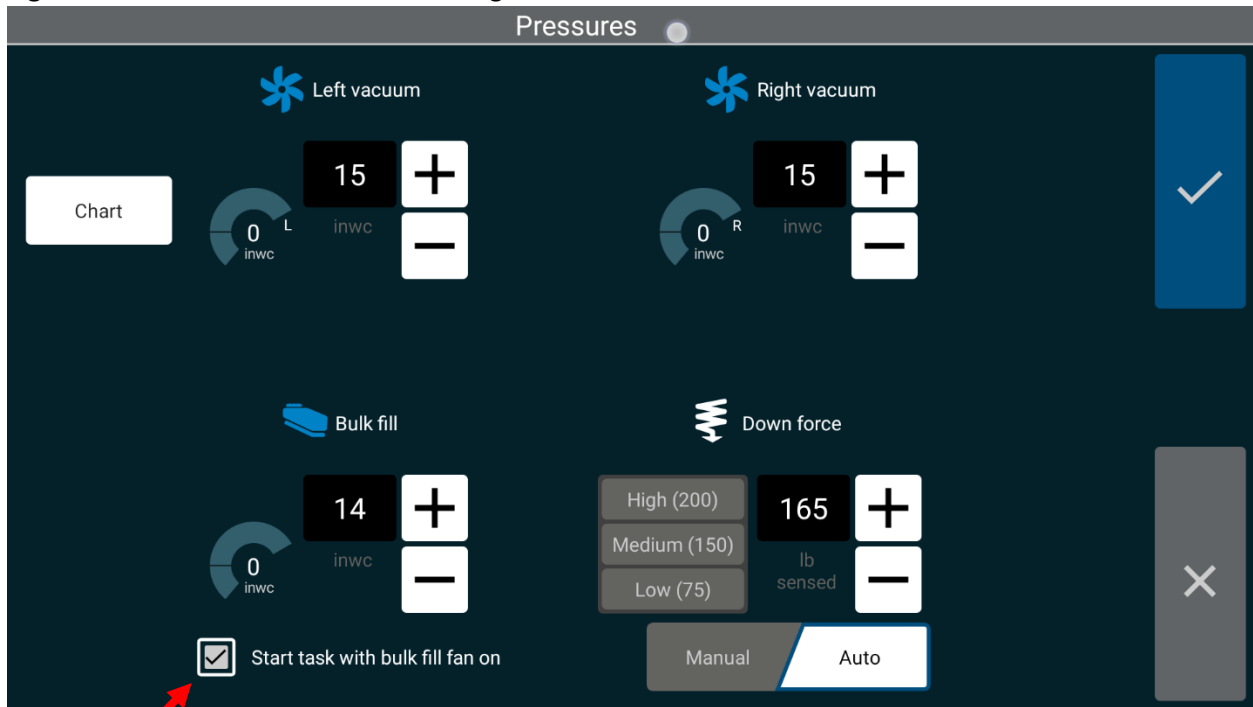 Pressures
Left vacuum
Right vacuum
Chart
15
inwc
0
inwc
L
15
inwc
0
inwc
R
Bulk fill
Down force
14
inwc
0
inwc
High (200)
Medium (150)
Low (75)
165
lb
sensed
Start task with bulk fill fan on
Manual
Auto